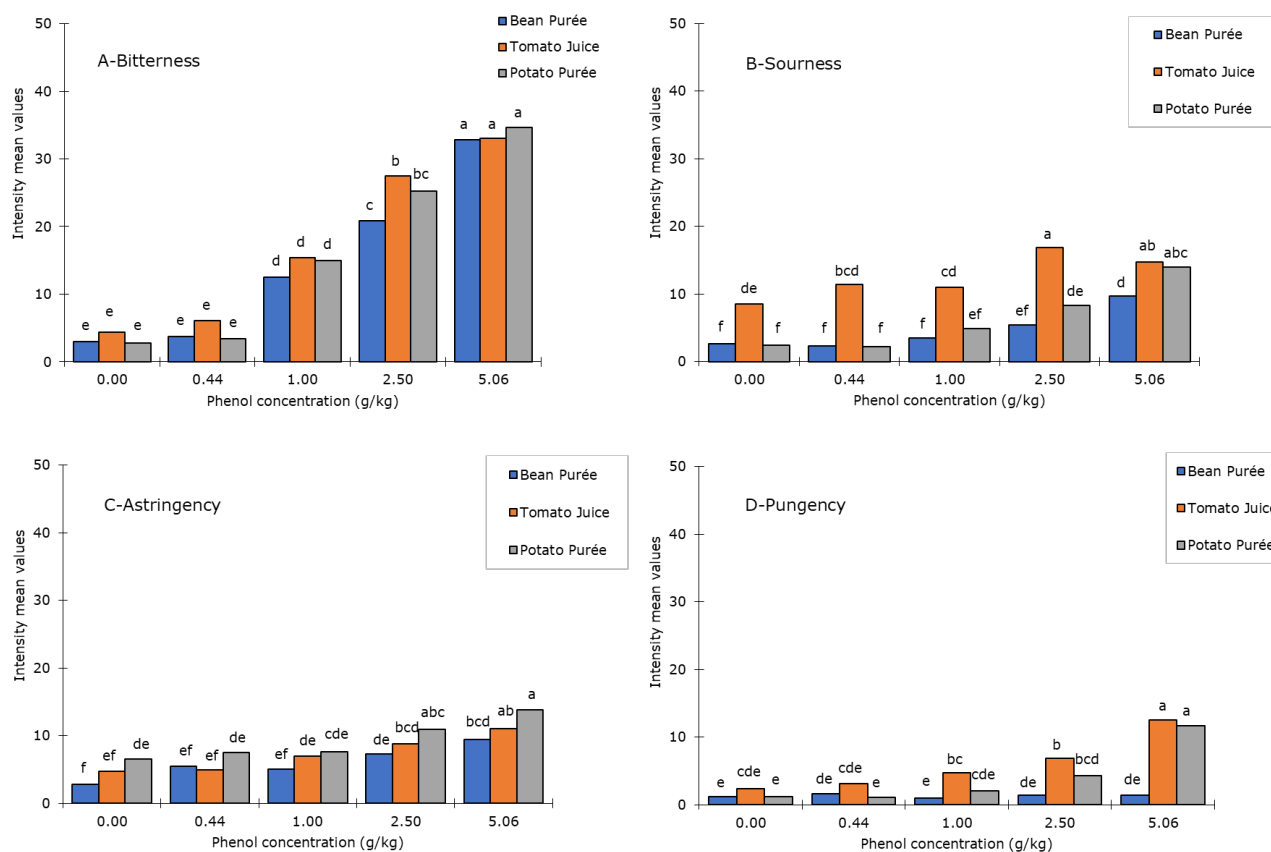 A-Bitterness
Bean Purée
Tomato Juice
Potato Purée
Intensity mean values
50
40
30
20
10
0
e e e
e e e
d d d
c b bc
a a a
0.00 0.44 1.00 2.50 5.06
Phenol concentration (g/kg)
B-Sourness
Bean Purée
Tomato Juice
Potato Purée
Intensity mean values
50
40
30
20
10
0
f de f
f bcd f
f cd ef
ef a de
d ab abc
0.00 0.44 1.00 2.50 5.06
Phenol concentration (g/kg)
C-Astringency
Bean Purée
Tomato Juice
Potato Purée
Intensity mean values
50
40
30
20
10
0
f ef de
ef ef de
ef de cde
de bcd abc
bcd ab a
0.00 0.44 1.00 2.50 5.06
Phenol concentration (g/kg)
D-Pungency
Bean Purée
Tomato Juice
Potato Purée
Intensity mean values
50
40
30
20
10
0
e cde e
de cde e
e bc cde
de b bcd
de a a
0.00 0.44 1.00 2.50 5.06
Phenol concentration (g/kg)